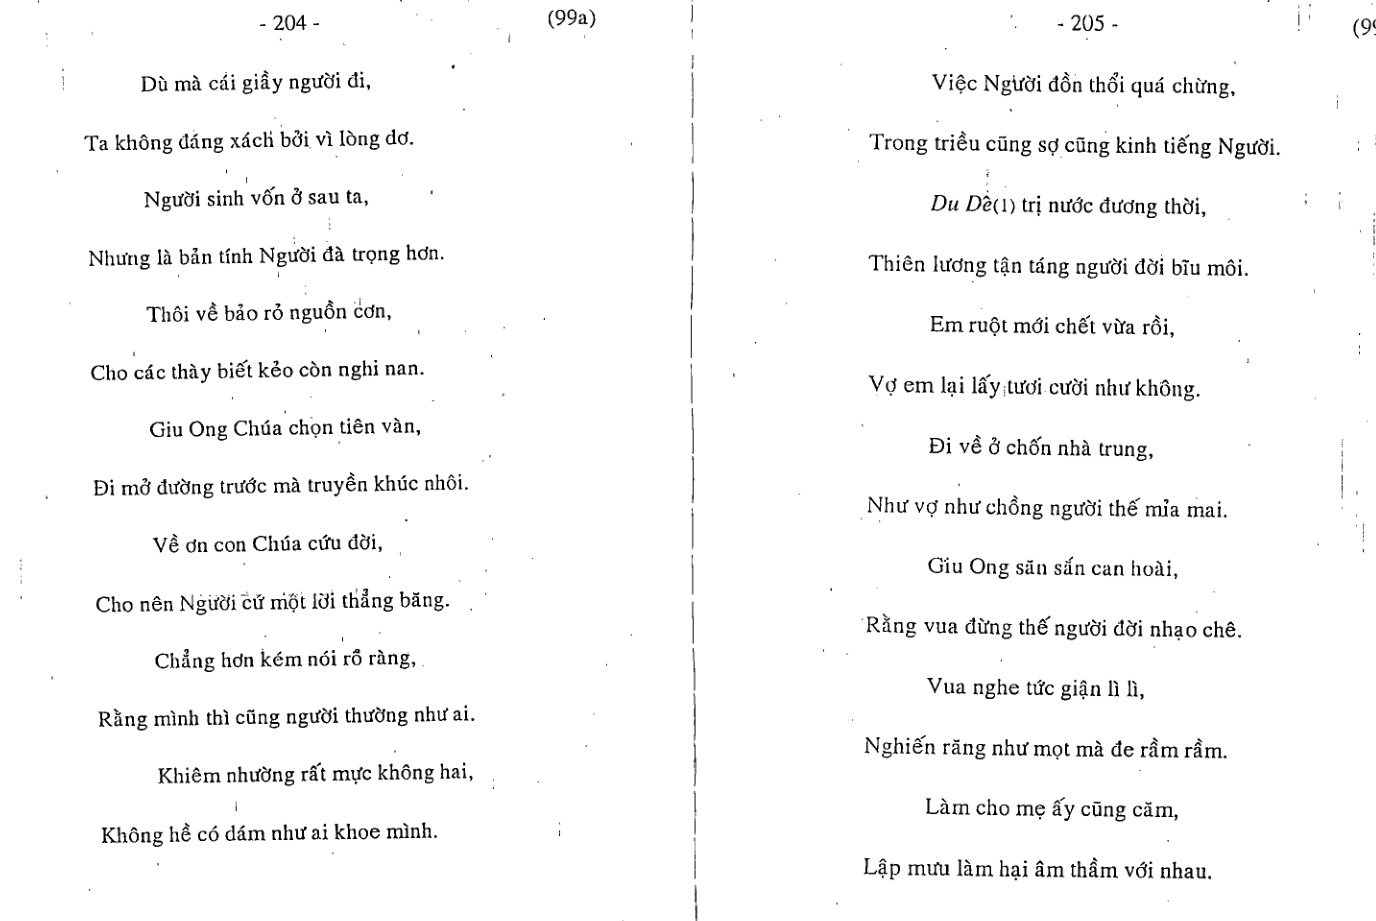 - 204 -
(99a)
Dù mà cái giầy người đi,
Ta không đáng xách bởi vì lòng dơ.
Người sinh vốn ở sau ta,
Nhưng là bản tính Người đà trọng hơn.
Thôi về bảo rỏ nguồn cơn,
Cho các thày biết kẻo còn nghi nan.
Giu Ong Chúa chọn tiên vàn,
Đi mở đường trước mà truyền khúc nhôi.
Về ơn con Chúa cứu đời,
Cho nên Người cứ một lời thẳng băng.
Chẳng hơn kém nói rõ ràng,
Rằng mình thì cũng người thường như ai.
Khiêm nhường rất mực không hai,
Không hề có dám như ai khoe mình.
- 205 -
(99
Việc Người đồn thổi quá chừng,
Trong triều cũng sợ cũng kinh tiếng Người.
Du Dè(1) trị nước đương thời,
Thiên lương tận táng người đời bĩu môi.
Em ruột mới chết vừa rồi,
Vợ em lại lấy tươi cười như không.
Đi về ở chốn nhà trung,
Như vợ như chồng người thế mỉa mai.
Giu Ong săn sắn can hoài,
Rằng vua đừng thế người đời nhạo chê.
Vua nghe tức giận lì lì,
Nghiến răng như mọt mà đe rầm rầm.
Làm cho mẹ ấy cũng căm,
Lập mưu làm hại âm thầm với nhau.